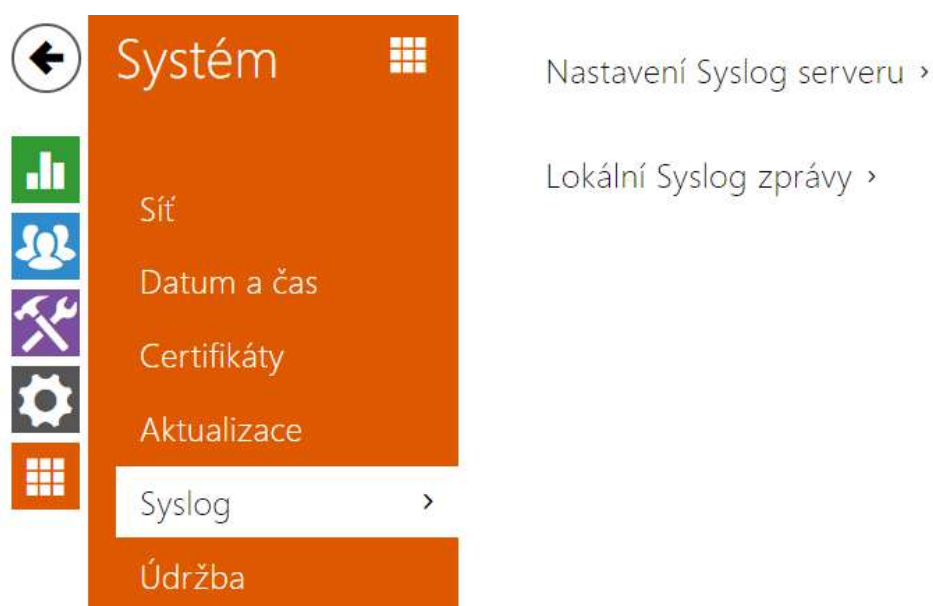 Systém
Síť
Datum a čas
Certifikáty
Aktualizace
Syslog ›
Údržba
Nastavení Syslog serveru ›
Lokální Syslog zprávy ›